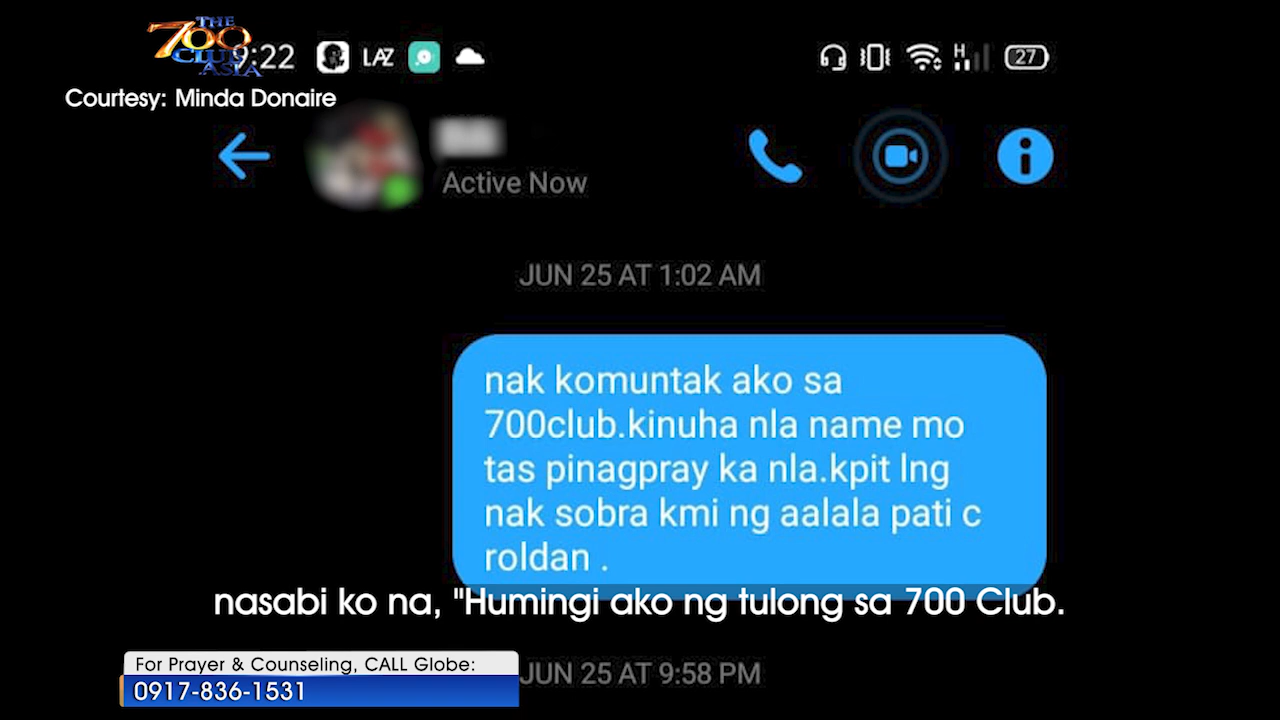 THE
700
CLUB
ASIA
9:22 LAZ H 27
Courtesy: Minda Donaire
Active Now
JUN 25 AT 1:02 AM
nak komuntak ako sa
700club.kinuha nla name mo
tas pinagpray ka nla.kpit lng
nak sobra kmi ng aalala pati c
roldan .
nasabi ko na, "Humingi ako ng tulong sa 700 Club.
For Prayer & Counseling, CALL Globe:
0917-836-1531
JUN 25 AT 9:58 PM